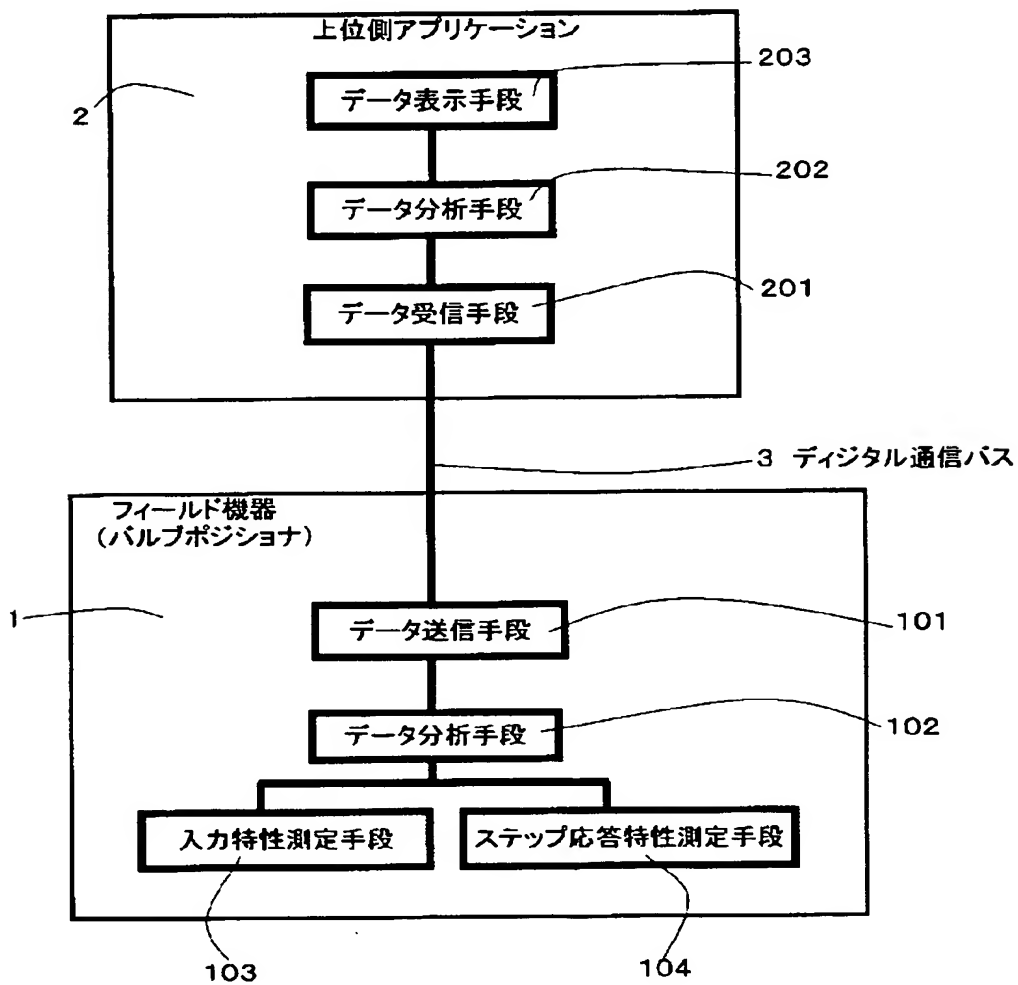 上位側アプリケーション
203
データ表示手段
2
202
データ分析手段
201
データ受信手段
3 ディジタル通信バス
フィールド機器
(バルブポジショナ)
1
データ送信手段
101
データ分析手段
102
入力特性測定手段
ステップ応答特性測定手段
103
104